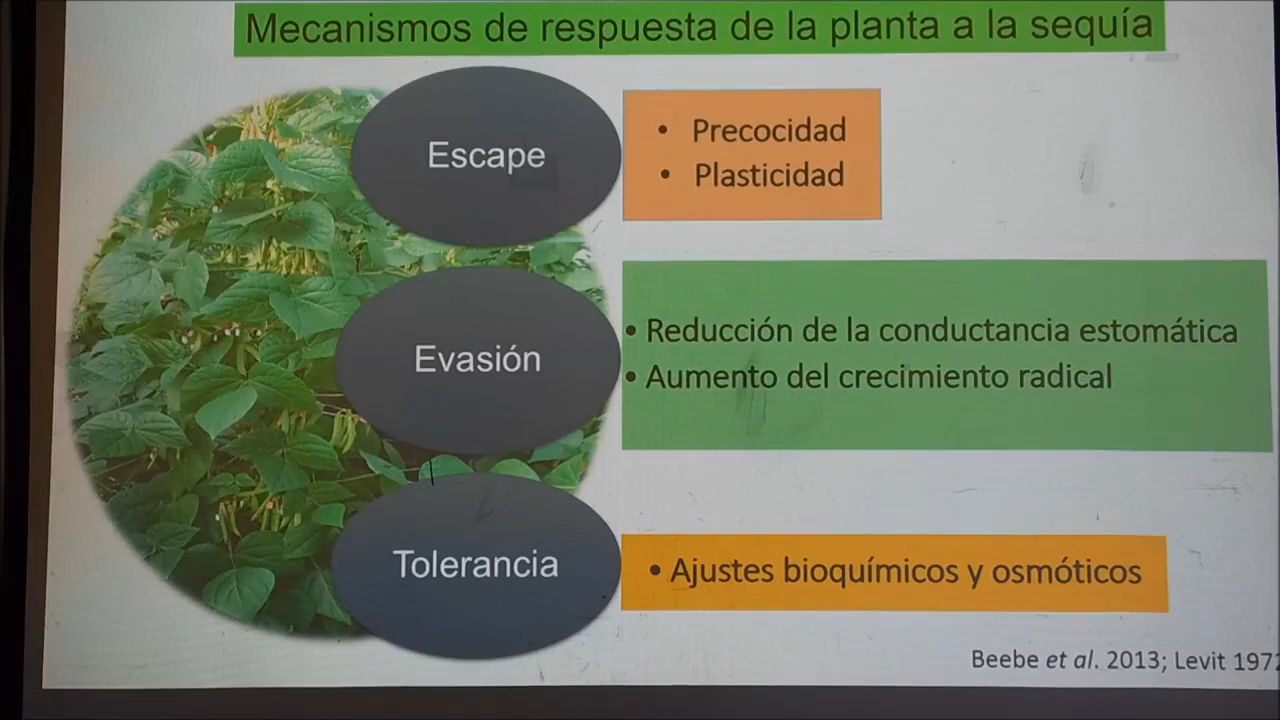 Mecanismos de respuesta de la planta a la sequía
Escape
• Precocidad
• Plasticidad
Evasión
• Reducción de la conductancia estomática
• Aumento del crecimiento radical
Tolerancia
• Ajustes bioquímicos y osmóticos
Beebe et al. 2013; Levit 1972